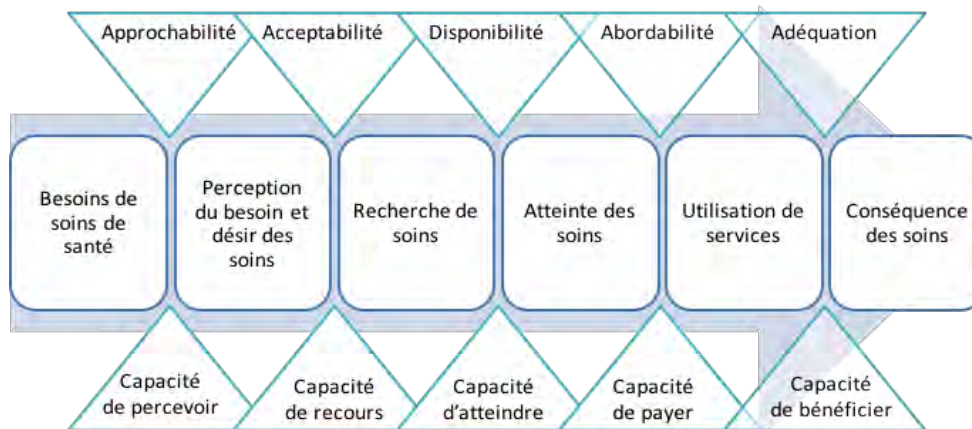 Approchabilité
Acceptabilité
Disponibilité
Abordabilité
Adéquation
Besoins de
soins de
santé
Perception
du besoin et
désir des
soins
Recherche de
soins
Atteinte des
soins
Utilisation de
services
Conséquence
des soins
Capacité
de percevoir
Capacité
de recours
Capacité
d'atteindre
Capacité
de payer
Capacité
de bénéficier